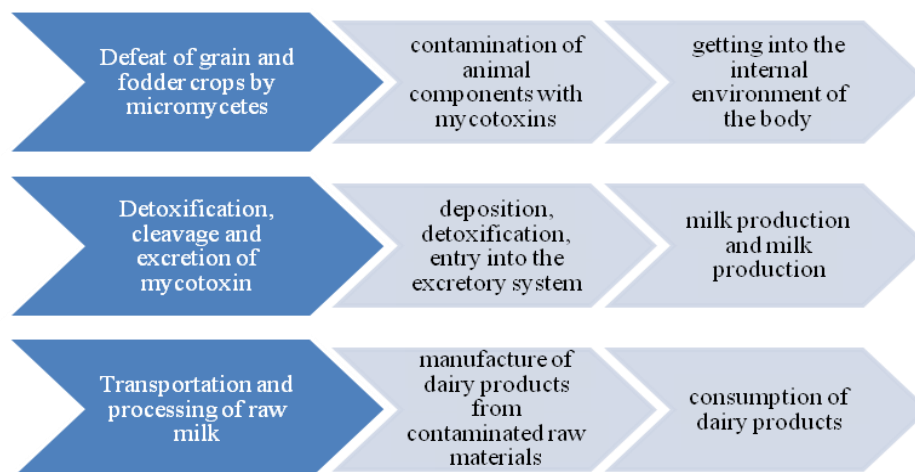 Defeat of grain and
fodder crops by
micromycetes
contamination of
animal
components with
mycotoxins
getting into the
internal
environment of
the body
Detoxification,
cleavage and
excretion of
mycotoxin
deposition,
detoxification,
entry into the
excretory system
milk production
and milk
production
Transportation and
processing of raw
milk
manufacture of
dairy products
from
contaminated raw
materials
consumption of
dairy products